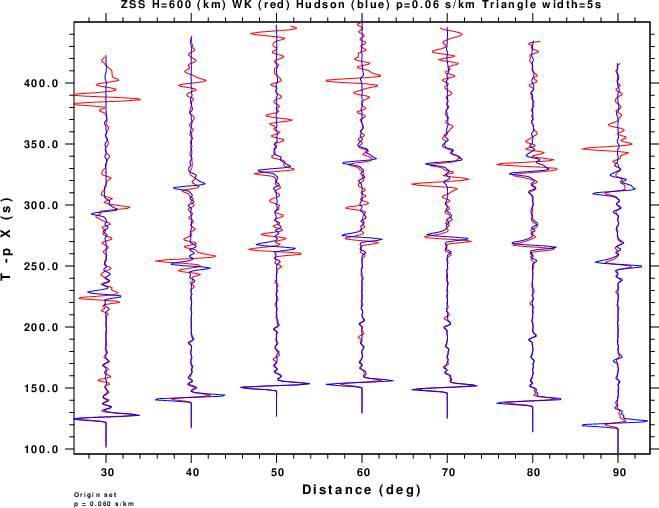 ZSS H=600 (km) WK (red) Hudson (blue) p=0.06 s/km Triangle width=5s
400.0
350.0
300.0
250.0
200.0
150.0
100.0
T -p X (s)
30 40 50 60 70 80 90
Distance (deg)
Origin set
p = 0.060 s/km